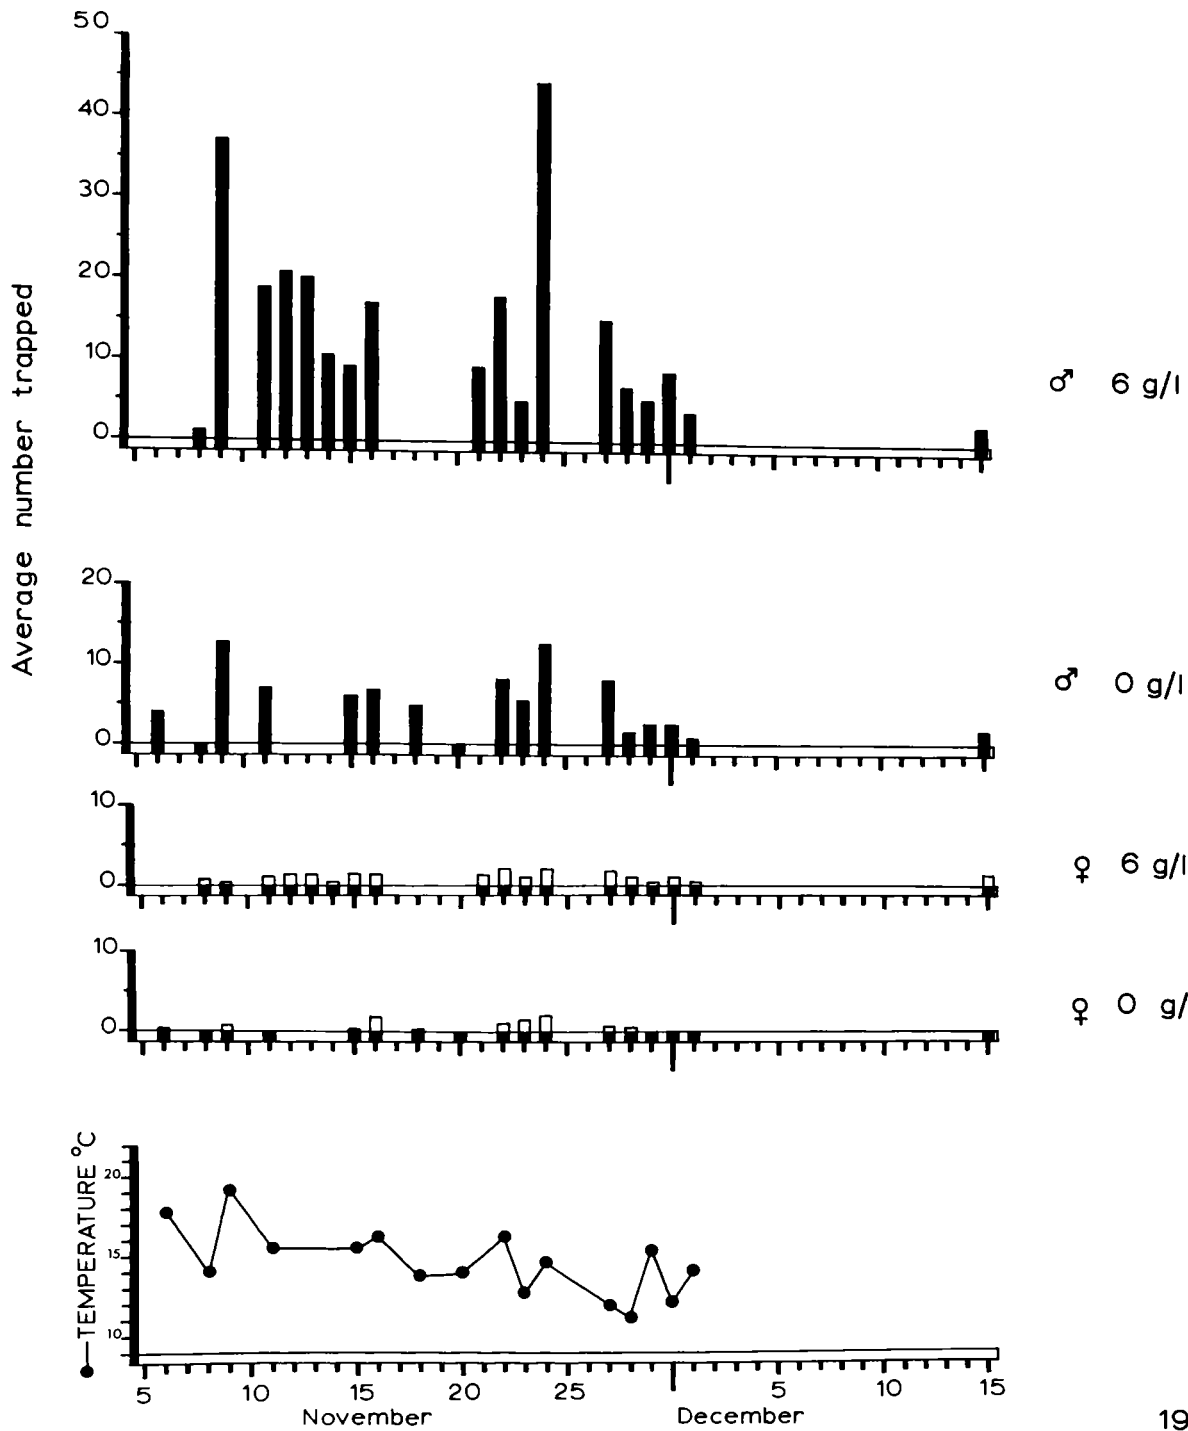 Average number trapped
50
40
30
20
10
0
♂ 6 g/l
20
10
0
♂ 0 g/l
10
0
♀ 6 g/l
10
0
♀ 0 g/
TEMPERATURE °C
20
15
10
5 10 15 20 25 5 10 15
November December
19